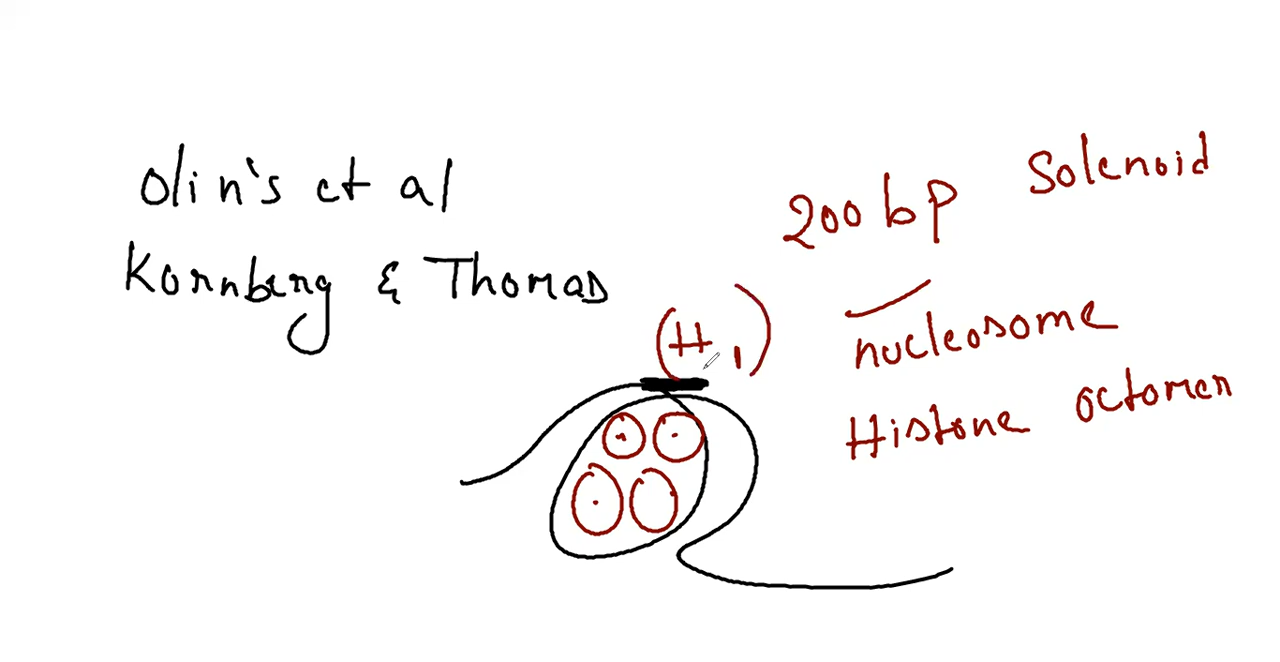 Olin's et al
Kornberg & Thomas
200 bp Solenoid
nucleosome
Histone octomer
(H1)